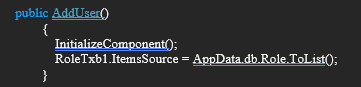 public AddUser()
{
InitializeComponent();
RoleTxb1.ItemsSource = AppData.db.Role.ToList();
}